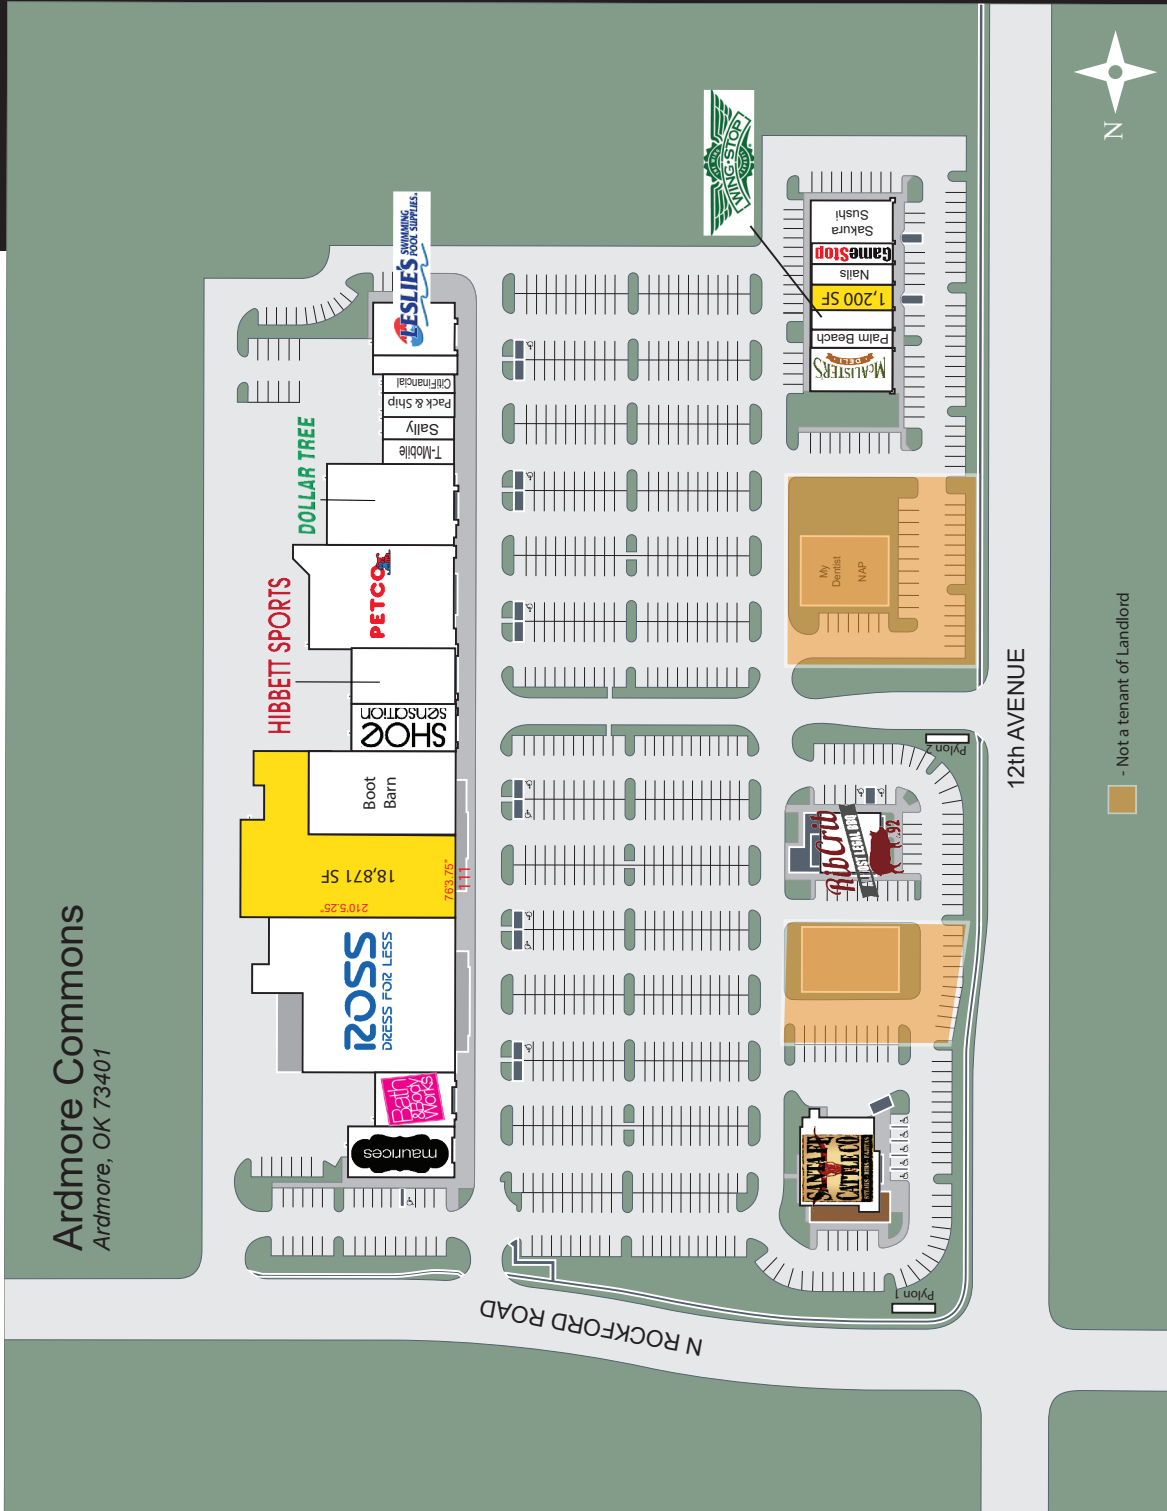 Ardmore Commons
Ardmore, OK 73401
maurices
Bath
& Body
Works
ROSS
DRESS FOR LESS
18,871 SF
210'5.25"
76'3.75"
111
Boot
Barn
SHOE
sensation
HIBBETT SPORTS
PETCO
DOLLAR TREE
T-Mobile
Sally
Pack & Ship
CitiFinancial
LESLIE'S
SWIMMING
POOL SUPPLIES.
WING·STOP
Sakura
Sushi
GameStop
Nails
1,200 SF
Palm Beach
McALISTER'S
DELI
My
Dentist
NAP
Pylon 2
RibCrib
92
SANTA FE
CATTLE CO.
Pylon 1
N ROCKFORD ROAD
12th AVENUE
N
- Not a tenant of Landlord